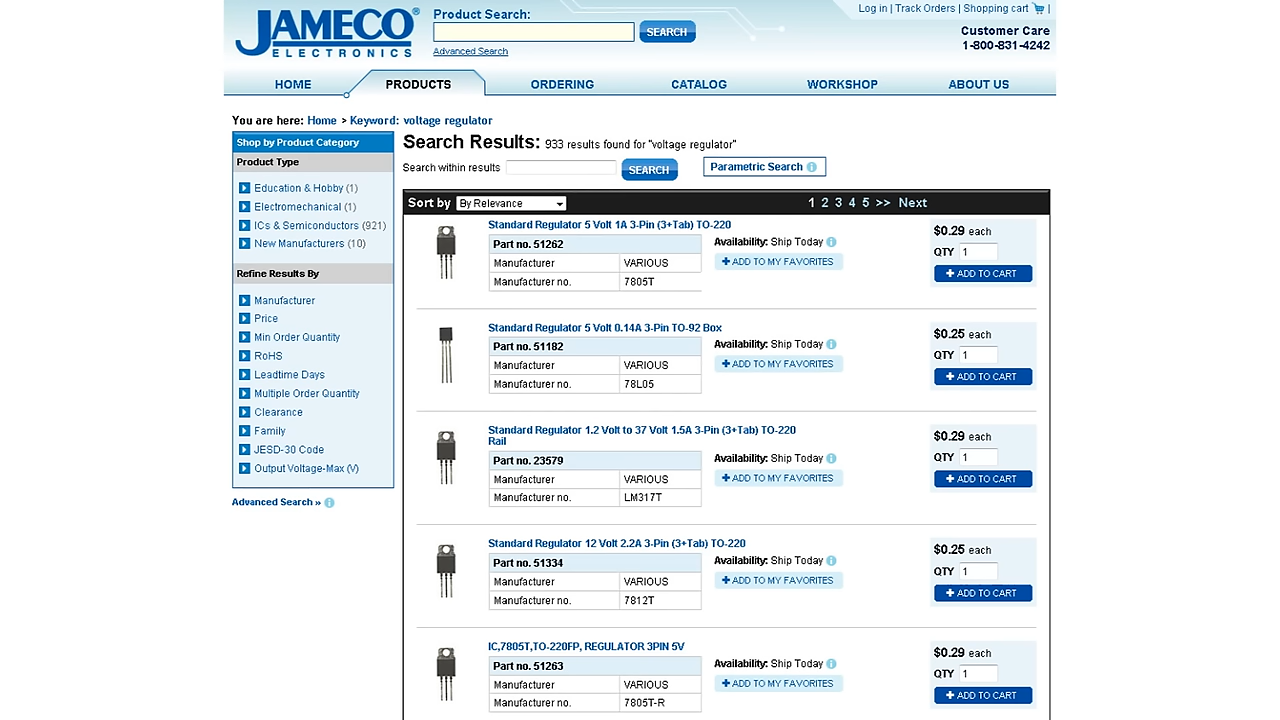 JAMECO®
ELECTRONICS
Product Search:
SEARCH
Advanced Search
Log in | Track Orders | Shopping cart |
Customer Care
1-800-831-4242
HOME
PRODUCTS
ORDERING
CATALOG
WORKSHOP
ABOUT US
You are here: Home > Keyword: voltage regulator
Shop by Product Category
Product Type
Education & Hobby (1)
Electromechanical (1)
ICs & Semiconductors (921)
New Manufacturers (10)
Refine Results By
Manufacturer
Price
Min Order Quantity
RoHS
Leadtime Days
Multiple Order Quantity
Clearance
Family
JESD-30 Code
Output Voltage-Max (V)
Advanced Search »
Search Results: 933 results found for "voltage regulator"
Search within results
SEARCH
Parametric Search
Sort by By Relevance
1 2 3 4 5 >> Next
Standard Regulator 5 Volt 1A 3-Pin (3+Tab) TO-220
Part no. 51262
Manufacturer VARIOUS
Manufacturer no. 7805T
Availability: Ship Today
ADD TO MY FAVORITES
$0.29 each
QTY 1
ADD TO CART
Standard Regulator 5 Volt 0.14A 3-Pin TO-92 Box
Part no. 51182
Manufacturer VARIOUS
Manufacturer no. 78L05
Availability: Ship Today
ADD TO MY FAVORITES
$0.25 each
QTY 1
ADD TO CART
Standard Regulator 1.2 Volt to 37 Volt 1.5A 3-Pin (3+Tab) TO-220
Rail
Part no. 23579
Manufacturer VARIOUS
Manufacturer no. LM317T
Availability: Ship Today
ADD TO MY FAVORITES
$0.29 each
QTY 1
ADD TO CART
Standard Regulator 12 Volt 2.2A 3-Pin (3+Tab) TO-220
Part no. 51334
Manufacturer VARIOUS
Manufacturer no. 7812T
Availability: Ship Today
ADD TO MY FAVORITES
$0.25 each
QTY 1
ADD TO CART
IC,7805T,TO-220FP, REGULATOR 3PIN 5V
Part no. 51263
Manufacturer VARIOUS
Manufacturer no. 7805T-R
Availability: Ship Today
ADD TO MY FAVORITES
$0.29 each
QTY 1
ADD TO CART